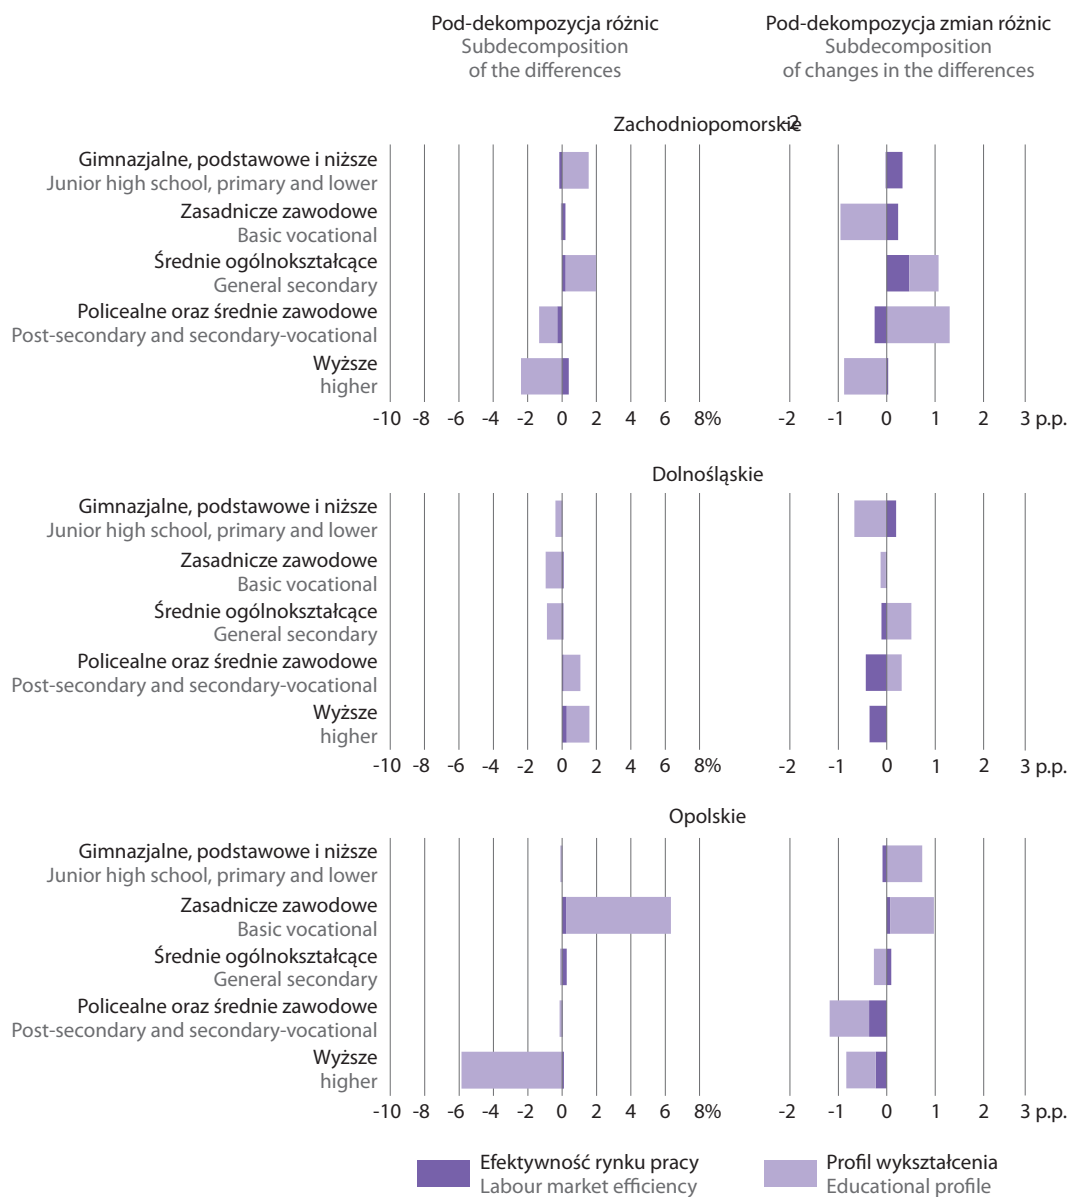 Pod-dekompozycja różnic
Subdecomposition
of the differences
Pod-dekompozycja zmian różnic
Subdecomposition
of changes in the differences
Zachodniopomorskie
-2
Gimnazjalne, podstawowe i niższe
Junior high school, primary and lower
Zasadnicze zawodowe
Basic vocational
Średnie ogólnokształcące
General secondary
Policealne oraz średnie zawodowe
Post-secondary and secondary-vocational
Wyższe
higher
-10 -8 -6 -4 -2 0 2 4 6 8%
-2 -1 0 1 2 3 p.p.
Dolnośląskie
Gimnazjalne, podstawowe i niższe
Junior high school, primary and lower
Zasadnicze zawodowe
Basic vocational
Średnie ogólnokształcące
General secondary
Policealne oraz średnie zawodowe
Post-secondary and secondary-vocational
Wyższe
higher
-10 -8 -6 -4 -2 0 2 4 6 8%
-2 -1 0 1 2 3 p.p.
Opolskie
Gimnazjalne, podstawowe i niższe
Junior high school, primary and lower
Zasadnicze zawodowe
Basic vocational
Średnie ogólnokształcące
General secondary
Policealne oraz średnie zawodowe
Post-secondary and secondary-vocational
Wyższe
higher
-10 -8 -6 -4 -2 0 2 4 6 8%
-2 -1 0 1 2 3 p.p.
Efektywność rynku pracy
Labour market efficiency
Profil wykształcenia
Educational profile